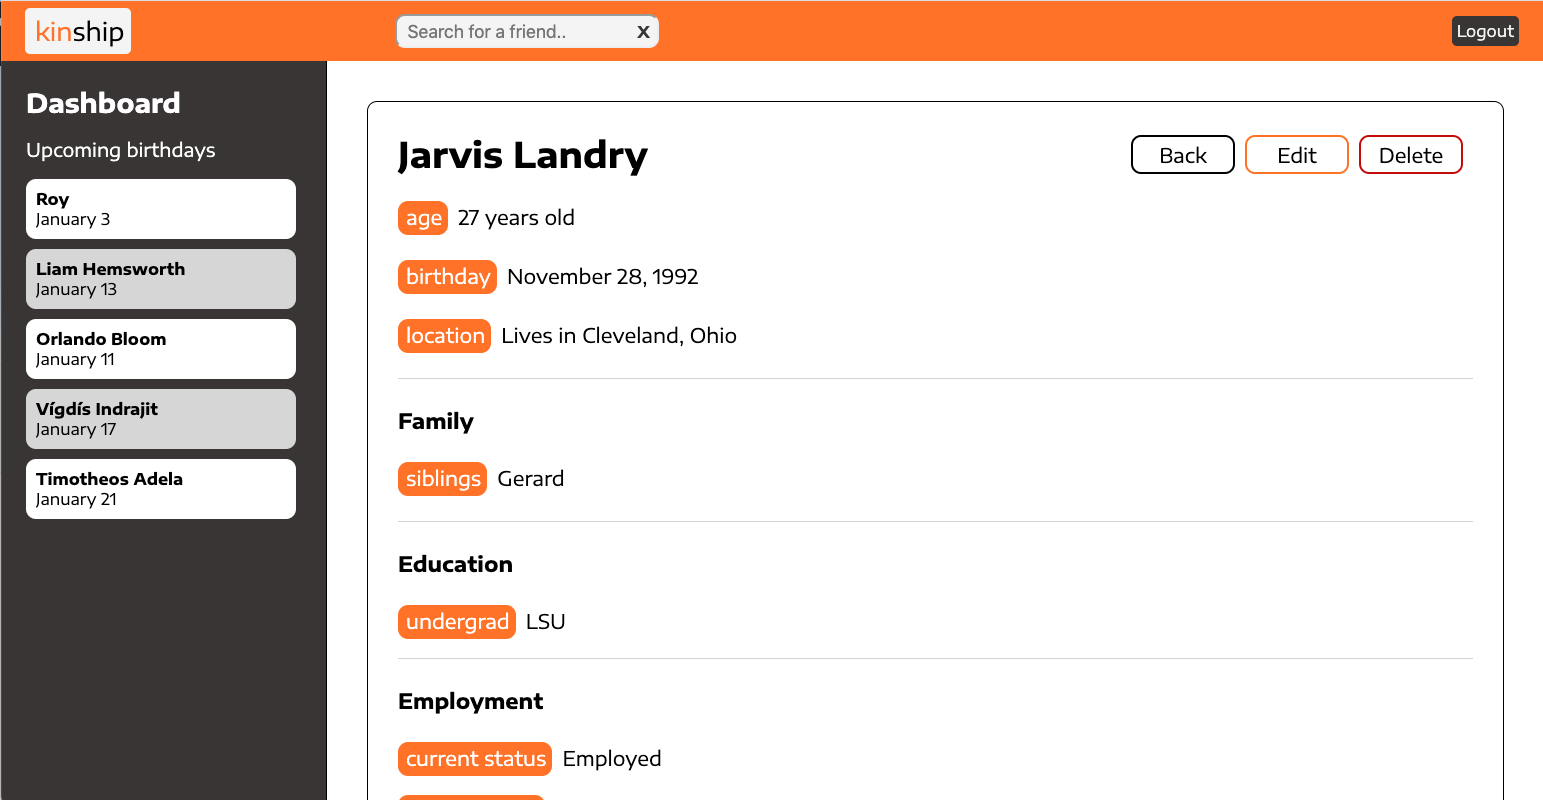 kinship
Search for a friend.. X
Logout
Dashboard
Upcoming birthdays
Roy
January 3
Liam Hemsworth
January 13
Orlando Bloom
January 11
Vígdís Indrajit
January 17
Timotheos Adela
January 21
Jarvis Landry
Back Edit Delete
age 27 years old
birthday November 28, 1992
location Lives in Cleveland, Ohio
Family
siblings Gerard
Education
undergrad LSU
Employment
current status Employed